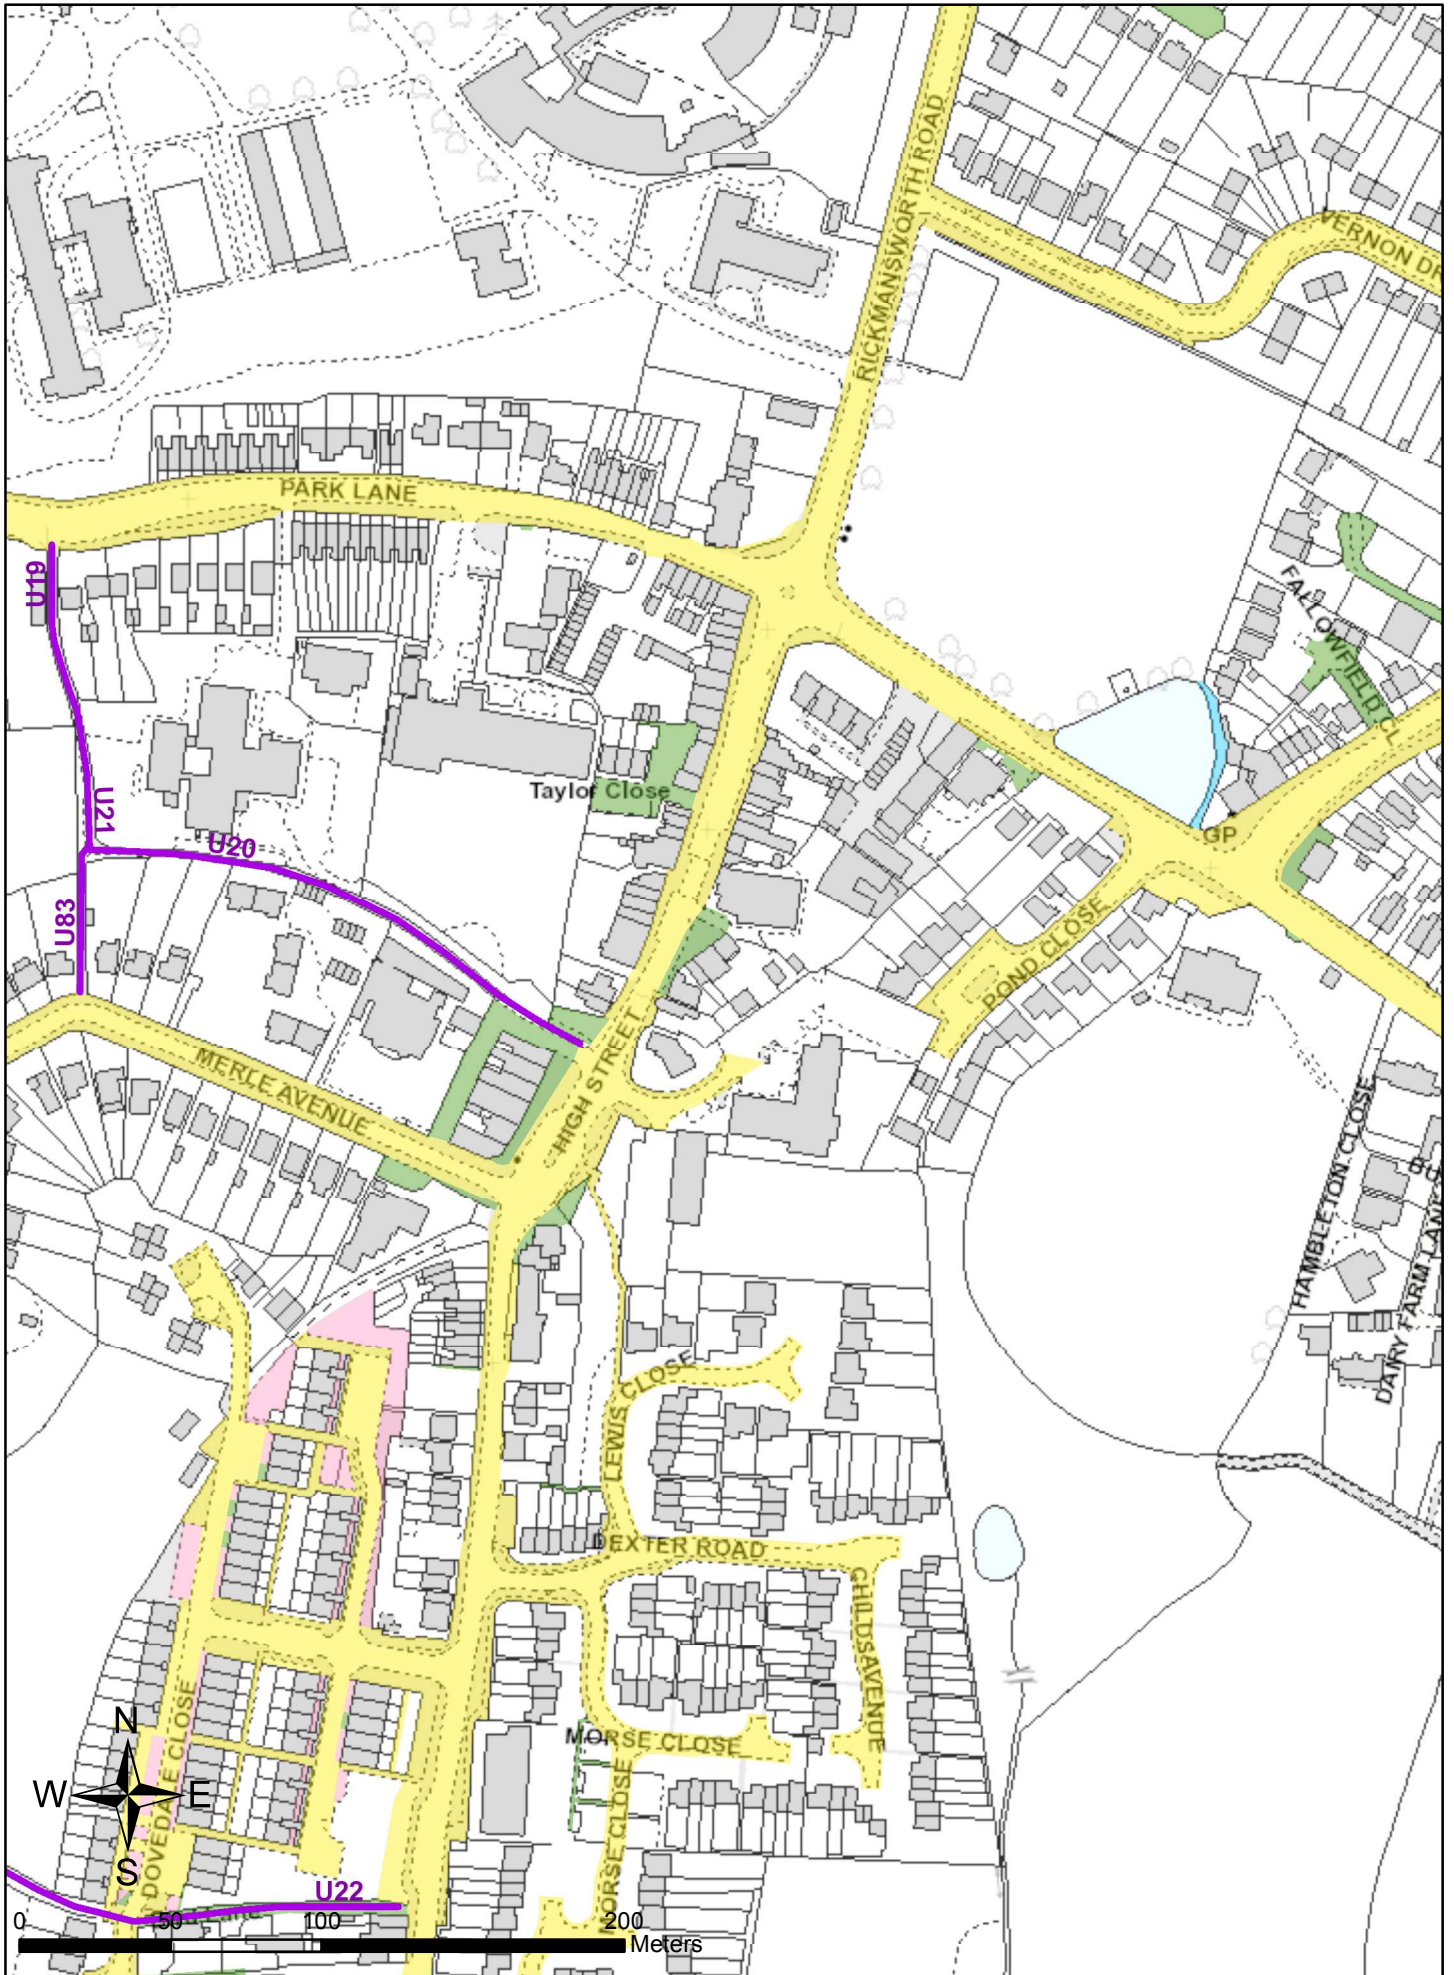 RICKMANSWORTH ROAD
PARK LANE
U19
FALLOWFIELD CL
U21
Taylor Close
U20
GP
U83
POND CLOSE
HIGH STREET
MERLE AVENUE
HAMBLETON CLOSE
DAIRY FARM LANE
LEWIS CLOSE
DEXTER ROAD
CHILDS AVENUE
DOVEDALE CLOSE
MORSE CLOSE
MORSE CLOSE
N
W E
S
U22
0 50 100 200
Meters